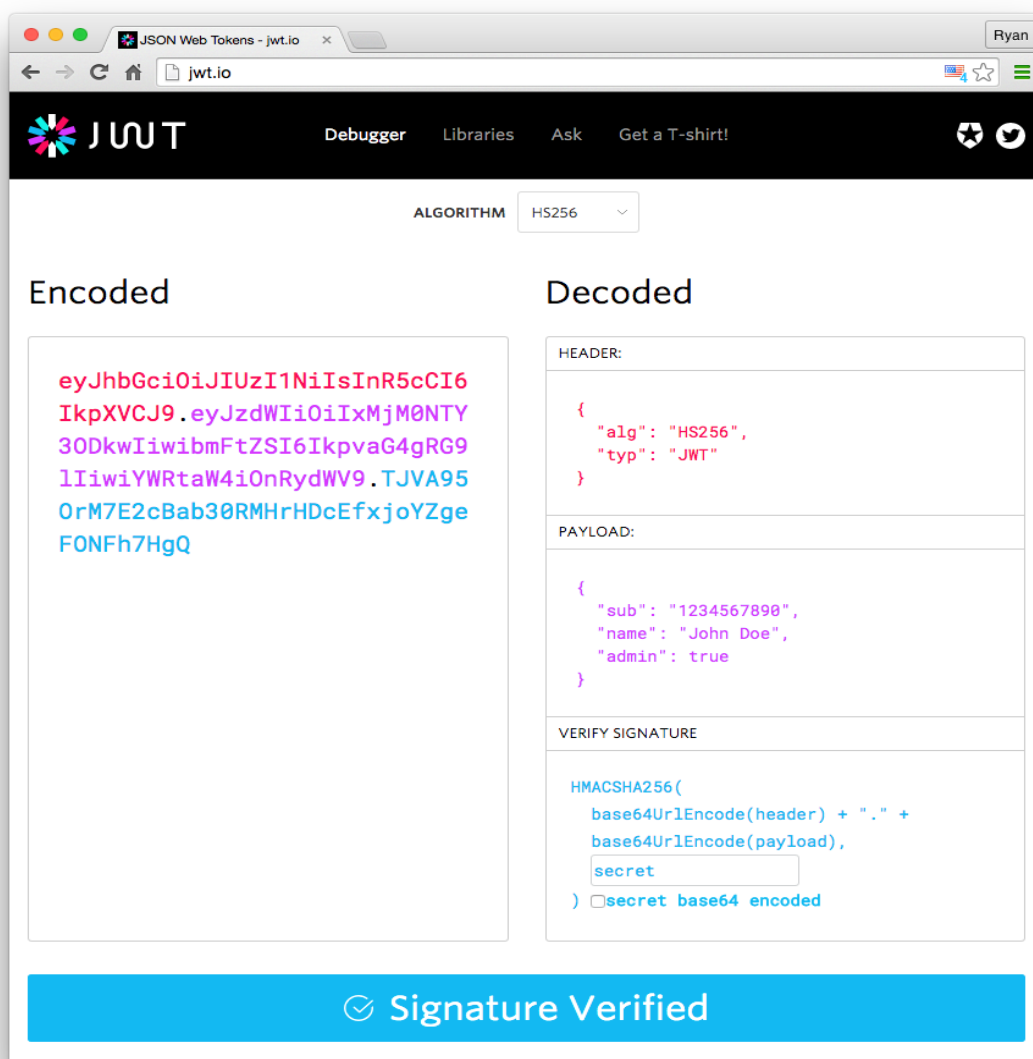 JSON Web Tokens - jwt.io
Ryan
jwt.io
4
JWT
Debugger Libraries Ask Get a T-shirt!
ALGORITHM HS256
Encoded
Decoded
eyJhbGciOiJIUzI1NiIsInR5cCI6
IkpXVCJ9.eyJzdWIiOiIxMjM0NTY
3ODkwIiwibmFtZSI6IkpvaG4gRG9
lIiwiYWRtaW4iOnRydWV9.TJVA95
OrM7E2cBab30RMHrHDcEfxjoYZge
FONFh7HgQ
HEADER:
{
"alg": "HS256",
"typ": "JWT"
}
PAYLOAD:
{
"sub": "1234567890",
"name": "John Doe",
"admin": true
}
VERIFY SIGNATURE
HMACSHA256(
base64UrlEncode(header) + "." +
base64UrlEncode(payload),
secret
) secret base64 encoded
Signature Verified